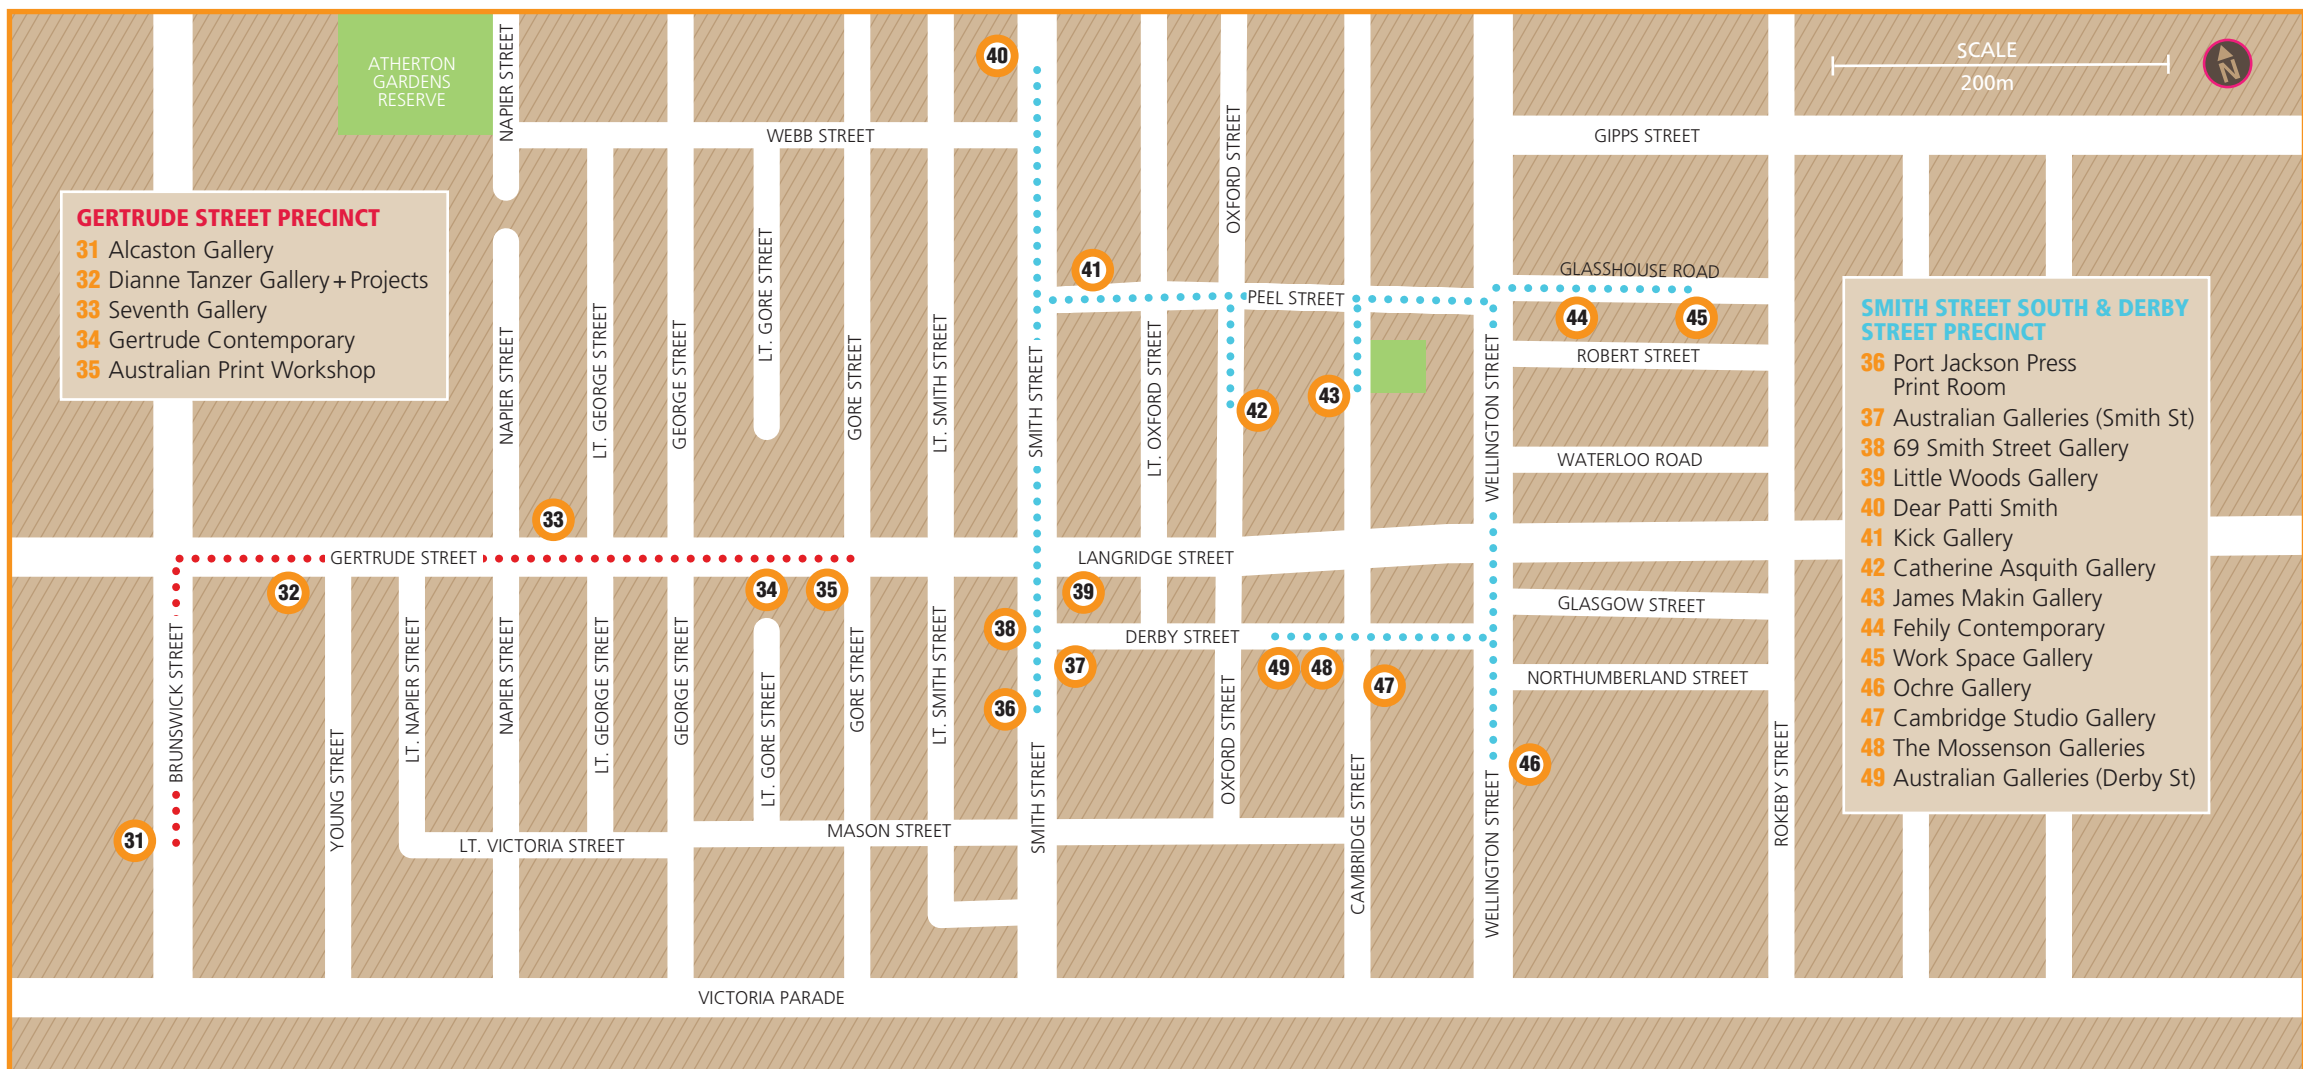 ATHERTON
GARDENS
RESERVE
NAPIER STREET
40
SCALE
200m
N
WEBB STREET
OXFORD STREET
GIPPS STREET
GERTRUDE STREET PRECINCT
31 Alcaston Gallery
32 Dianne Tanzer Gallery+Projects
33 Seventh Gallery
34 Gertrude Contemporary
35 Australian Print Workshop
NAPIER STREET
LT. GEORGE STREET
GEORGE STREET
LT. GORE STREET
GORE STREET
LT. SMITH STREET
SMITH STREET
41
PEEL STREET
LT. OXFORD STREET
42
43
WELLINGTON STREET
GLASSHOUSE ROAD
44
45
ROBERT STREET
WATERLOO ROAD
SMITH STREET SOUTH & DERBY
STREET PRECINCT
36 Port Jackson Press
Print Room
37 Australian Galleries (Smith St)
38 69 Smith Street Gallery
39 Little Woods Gallery
40 Dear Patti Smith
41 Kick Gallery
42 Catherine Asquith Gallery
43 James Makin Gallery
44 Fehily Contemporary
45 Work Space Gallery
46 Ochre Gallery
47 Cambridge Studio Gallery
48 The Mossenson Galleries
49 Australian Galleries (Derby St)
33
GERTRUDE STREET
LANGRIDGE STREET
32
34
35
39
38
37
36
DERBY STREET
49
48
47
GLASGOW STREET
NORTHUMBERLAND STREET
46
31
BRUNSWICK STREET
YOUNG STREET
LT. NAPIER STREET
NAPIER STREET
LT. GEORGE STREET
GEORGE STREET
LT. GORE STREET
GORE STREET
LT. SMITH STREET
SMITH STREET
OXFORD STREET
CAMBRIDGE STREET
WELLINGTON STREET
ROKEBY STREET
LT. VICTORIA STREET
MASON STREET
VICTORIA PARADE